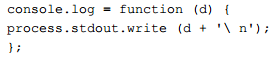 console.log = function (d) {
process.stdout.write (d + '\ n');
};